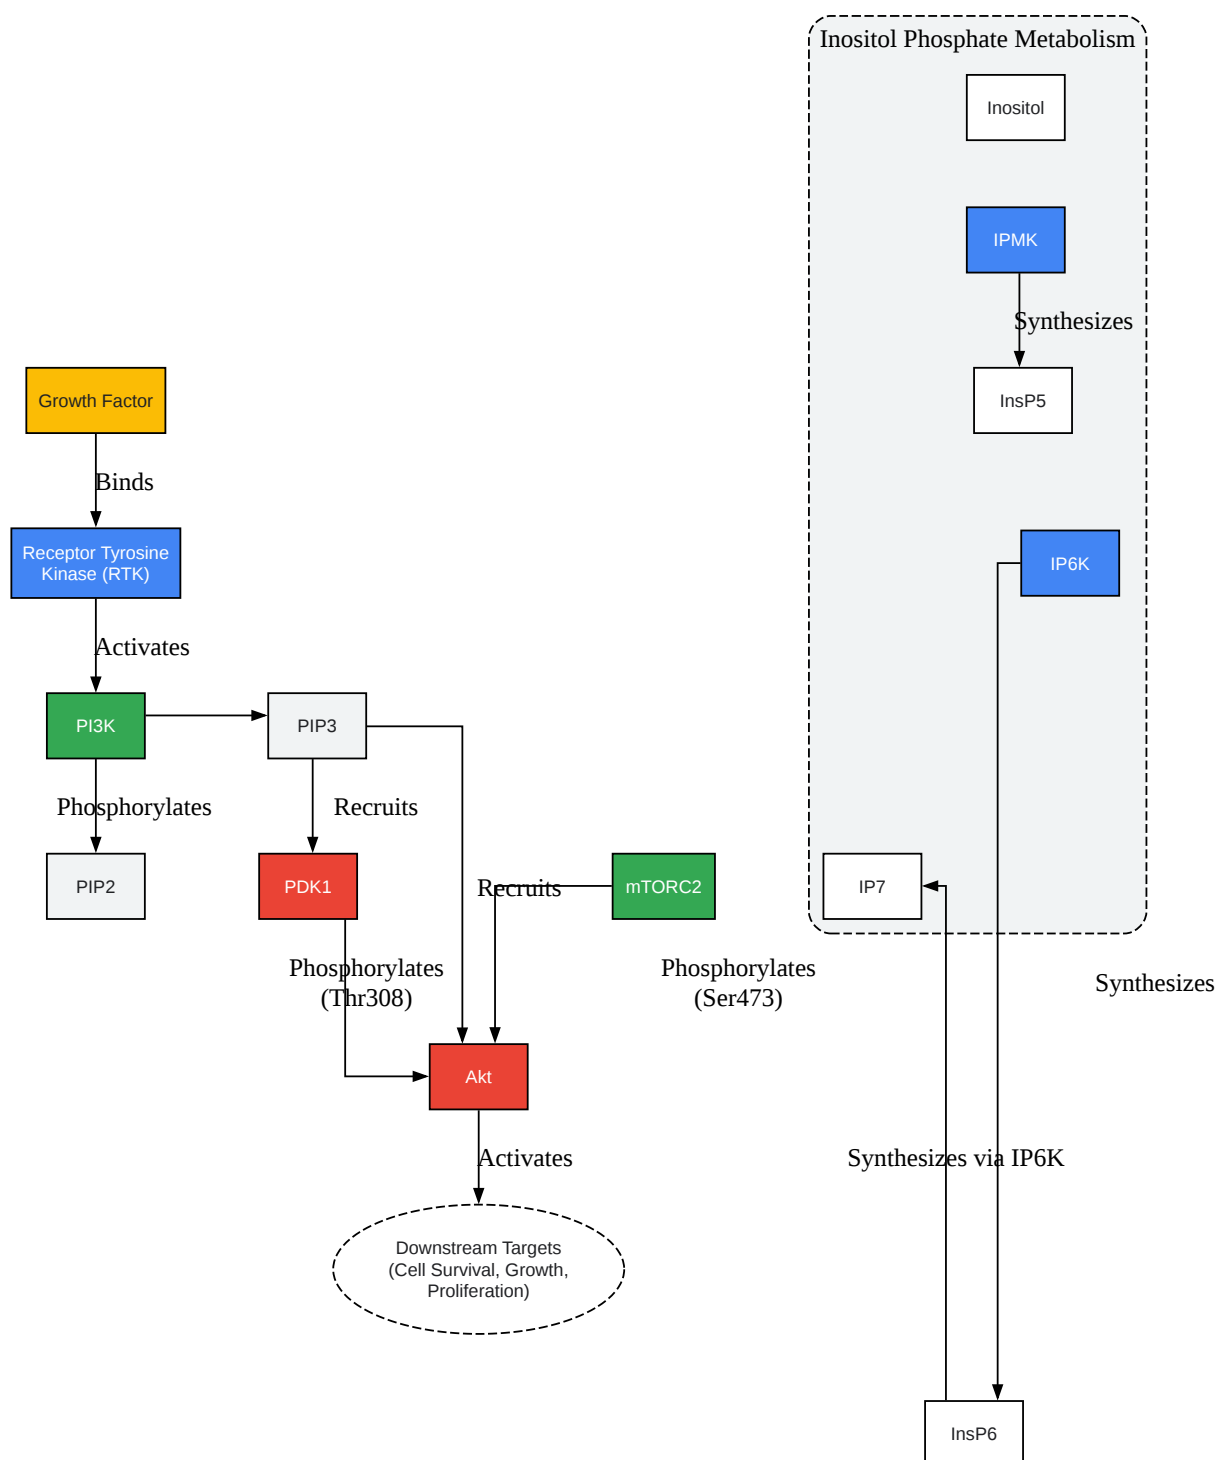 Inositol Phosphate Metabolism
Inositol
IPMK
Synthesizes
Growth Factor
InsP5
Binds
Receptor Tyrosine
Kinase (RTK)
IP6K
Activates
PI3K
PIP3
Phosphorylates
Recruits
PIP2
PDK1
Recruits
mTORC2
IP7
Phosphorylates
(Thr308)
Phosphorylates
(Ser473)
Synthesizes
Akt
Activates
Synthesizes via IP6K
Downstream Targets
(Cell Survival, Growth,
Proliferation)
InsP6